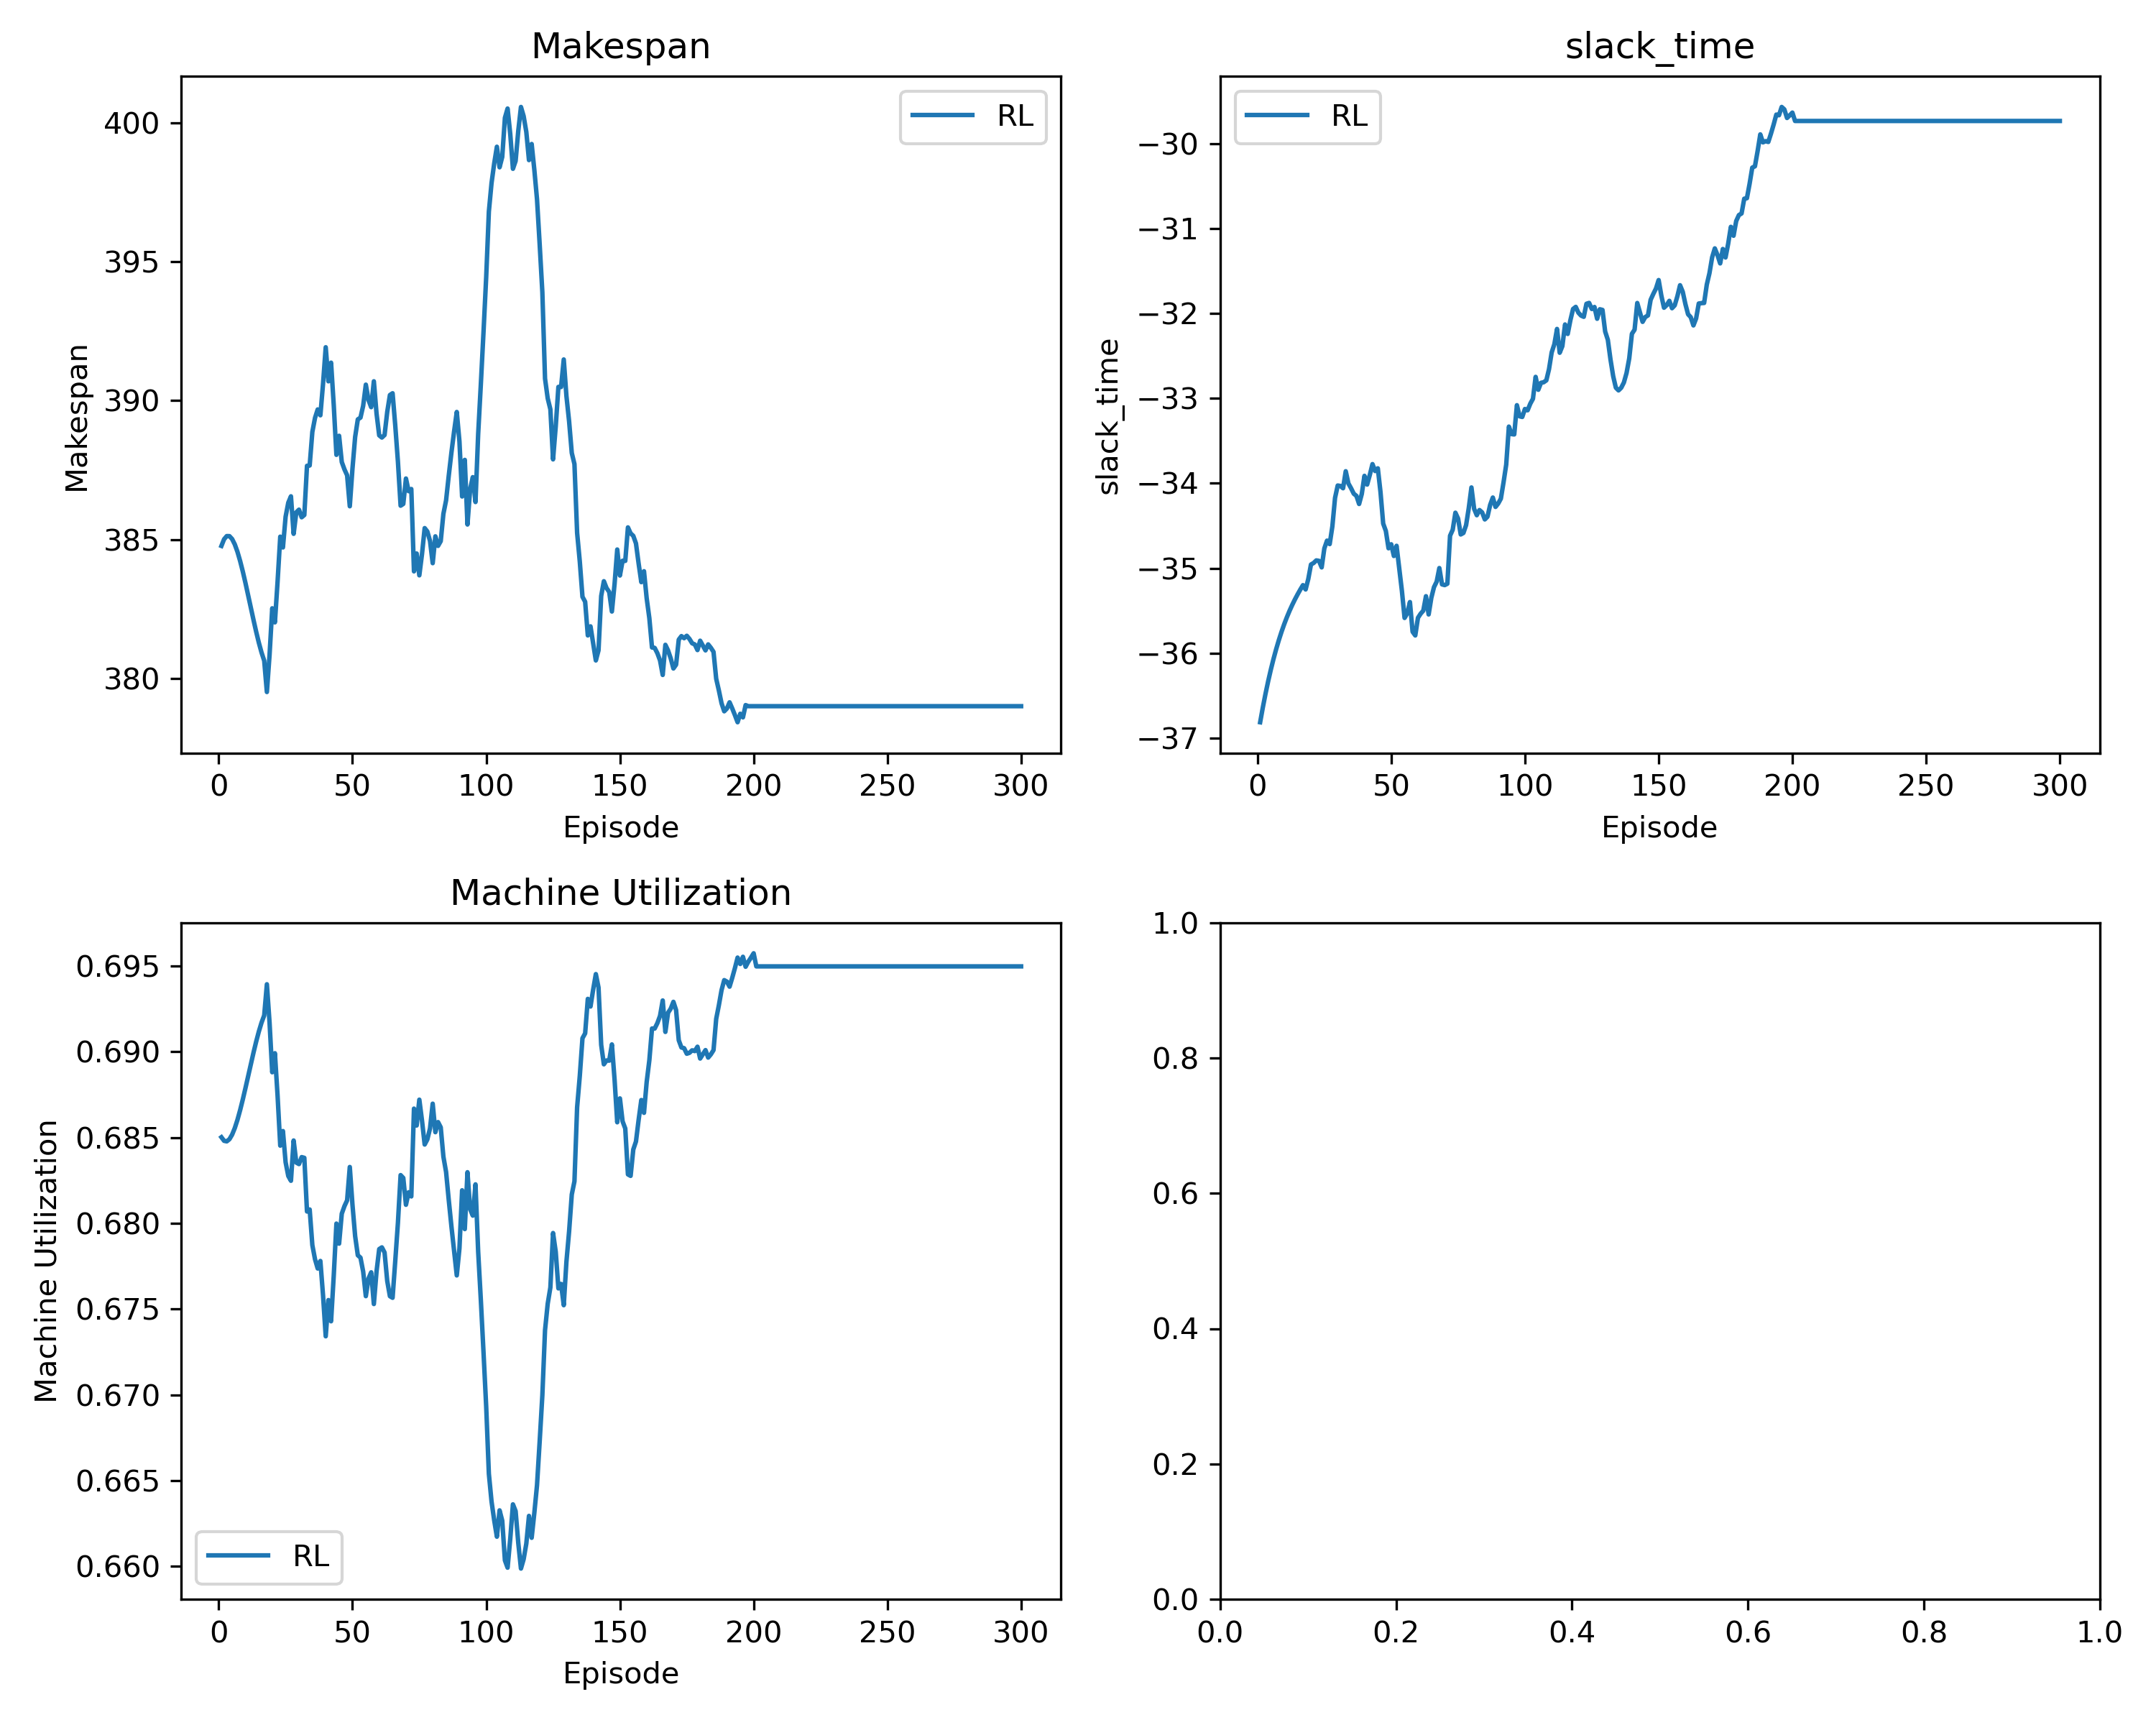 Makespan
RL
400
395
390
385
380
Makespan
0 50 100 150 200 250 300
Episode
slack_time
RL
−30
−31
−32
−33
−34
−35
−36
−37
slack_time
0 50 100 150 200 250 300
Episode
Machine Utilization
0.695
0.690
0.685
0.680
0.675
0.670
0.665
0.660
Machine Utilization
RL
0 50 100 150 200 250 300
Episode
1.0
0.8
0.6
0.4
0.2
0.0
0.0 0.2 0.4 0.6 0.8 1.0